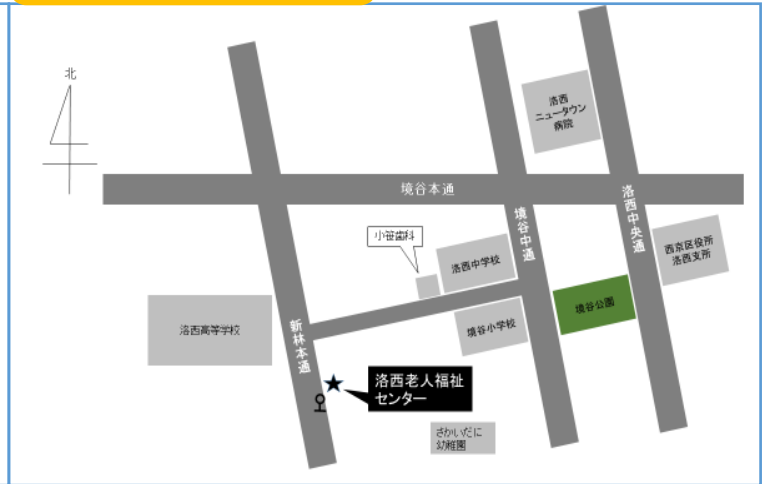 北
洛西
ニュータウン
病院
境谷本通
境谷中通
洛西中央通
小笹歯科
洛西中学校
西京区役所
洛西支所
境谷公園
洛西高等学校
新林本通
境谷小学校
洛西老人福祉
センター
さかいだに
幼稚園